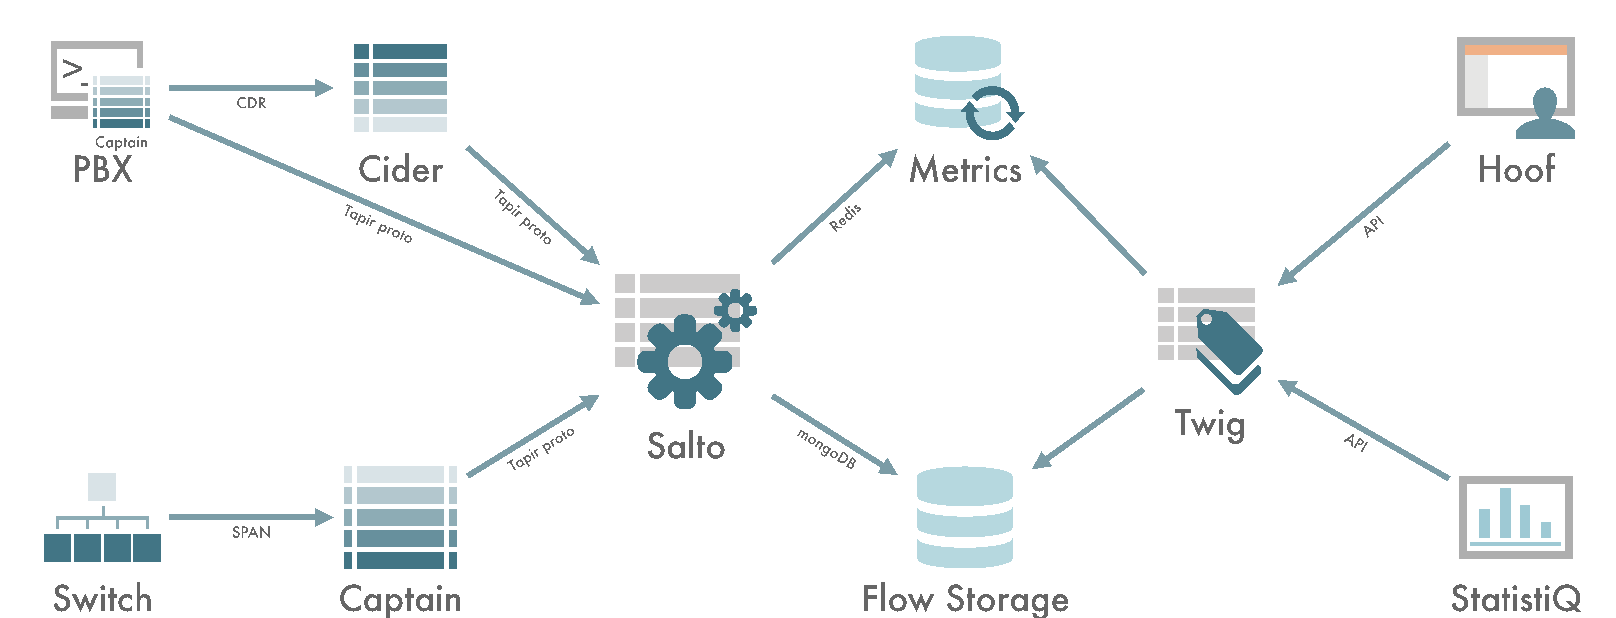 >_
Captain
PBX
CDR
Cider
Tapir proto
Tapir proto
Redis
Metrics
API
Hoof
Salto
Twig
Tapir proto
mongoDB
API
SPAN
Switch
Captain
Flow Storage
StatistiQ